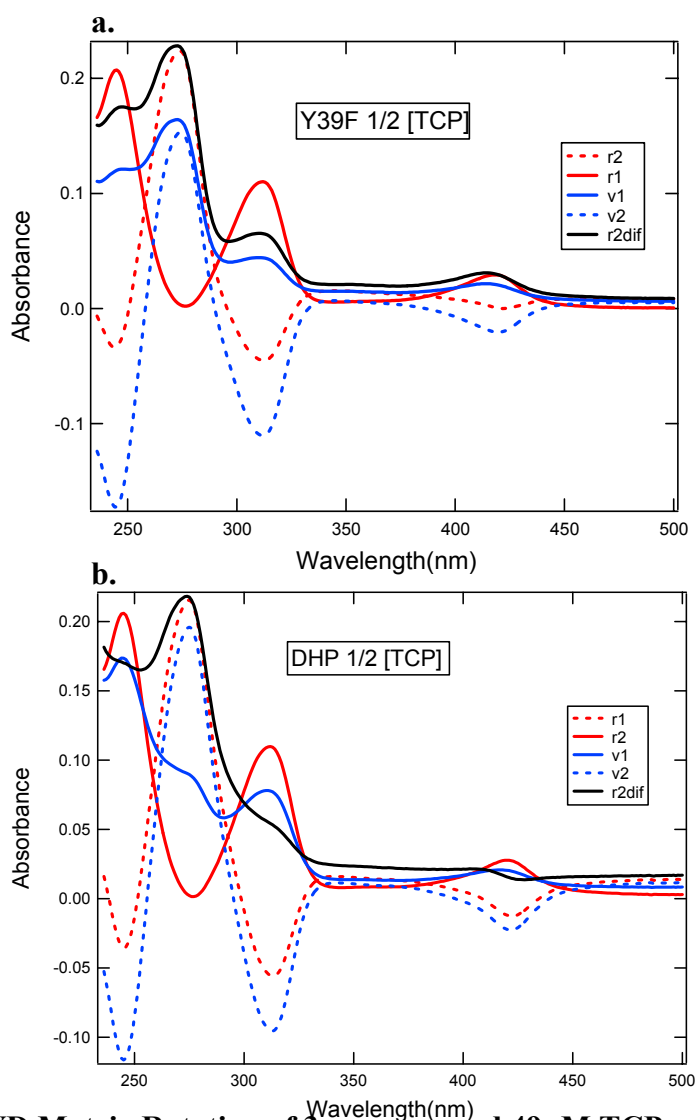 a.
0.2
0.1
0.0
-0.1
Absorbance
Y39F 1/2 [TCP]
r2
r1
v1
v2
r2dif
250
300
350
400
450
500
Wavelength(nm)
b.
0.20
0.15
0.10
0.05
0.00
-0.05
-0.10
Absorbance
DHP 1/2 [TCP]
r1
r2
v1
v2
r2dif
250
300
350
400
450
500
Wavelength(nm)
Matrix Rotation of